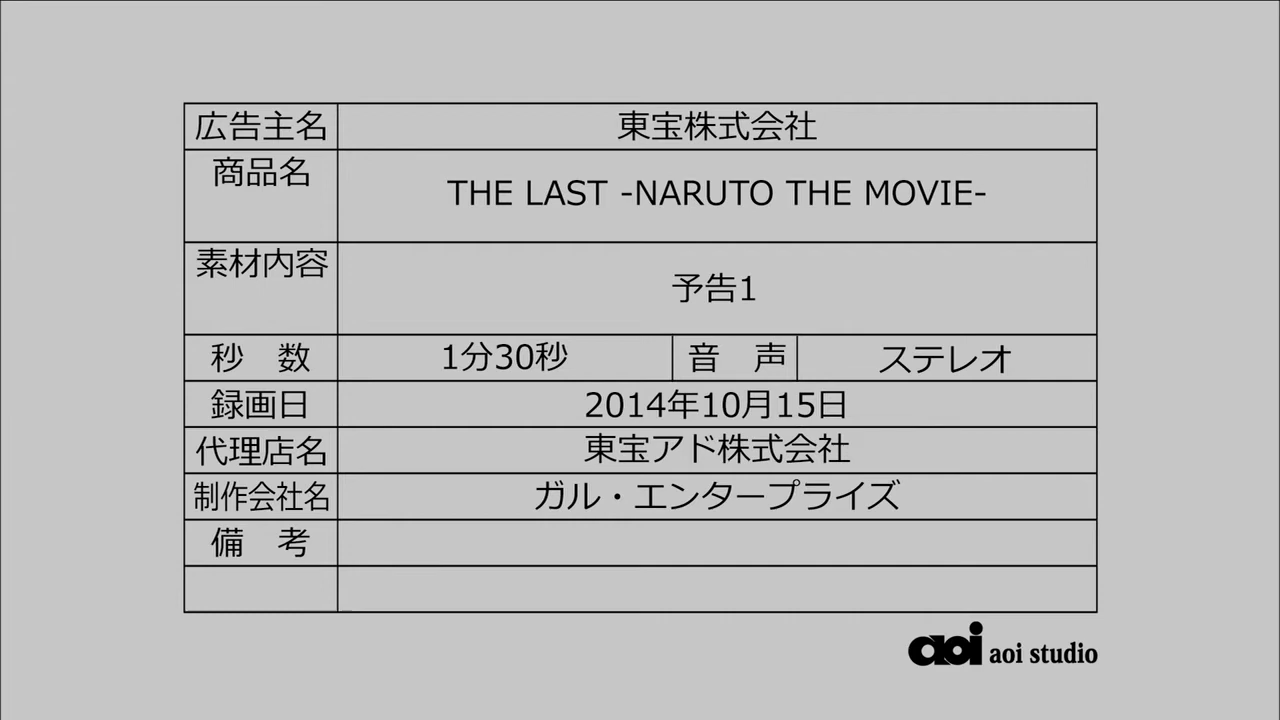 広告主名 東宝株式会社
商品名 THE LAST -NARUTO THE MOVIE-
素材内容 予告1
秒　数 1分30秒 音　声 ステレオ
録画日 2014年10月15日
代理店名 東宝アド株式会社
制作会社名 ガル・エンタープライズ
備　考
aoi aoi studio